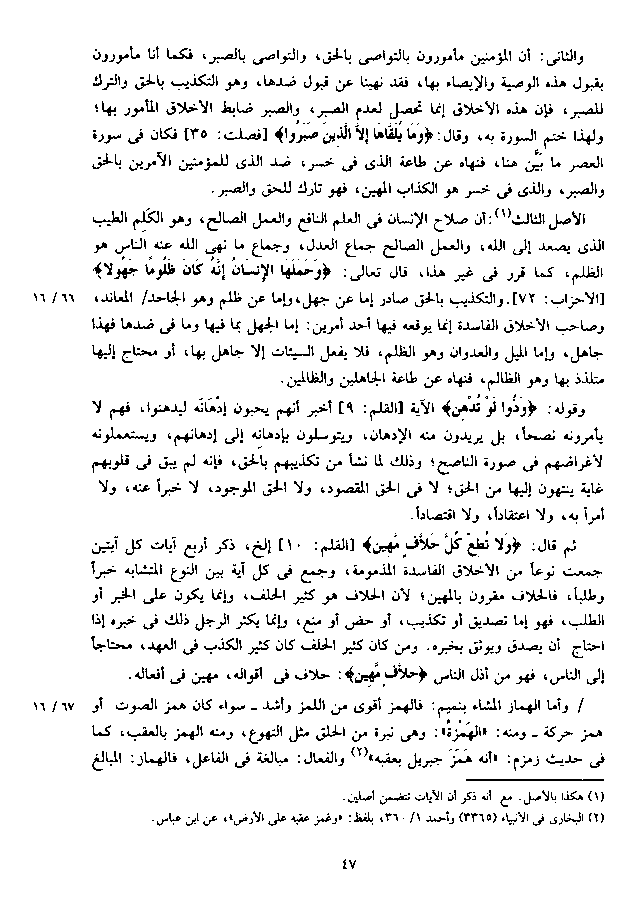 والثانى: أن المؤمنين مأمورون بالتواصى بالحق، والتواصى بالصبر، فكما أنا مأمورون
بقبول هذه الوصية والإيصاء بها، فقد نهينا عن قبول ضدها، وهو التكذيب بالحق والترك
للصبر، فإن هذه الأخلاق إنما تحصل لعدم الصبر، والصبر ضابط الأخلاق المأمور بها؛
ولهذا ختم السورة به، وقال: ﴿وَمَا يُلَقَّاهَا إِلاَّ الَّذِينَ صَبَرُوا﴾ [فصلت: ٣٥] فكان فى سورة
العصر ما بَيَّن هنا، فنهاه عن طاعة الذى فى خسر، ضد الذى للمؤمنين الآمرين بالحق
والصبر، والذى فى خسر هو الكذاب المهين، فهو تارك للحق والصبر.
الأصل الثالث(١): أن صلاح الإنسان فى العلم النافع والعمل الصالح، وهو الكَلِم الطيب
الذى يصعد إلى الله، والعمل الصالح جماع العدل، وجماع ما نهى الله عنه الناس هو
الظلم، كما قرر فى غير هذا، قال تعالى: ﴿وَحَمَلَهَا الإِنسَانُ إِنَّهُ كَانَ ظَلُومًا جَهُولا﴾
[الأحزاب: ٧٢]. والتكذيب بالحق صادر إما عن جهل، وإما عن ظلم وهو الجاحد/ المعاند، ١٦/٦٦
وصاحب الأخلاق الفاسدة إنما يوقعه فيها أحد أمرين: إما الجهل بما فيها وما فى ضدها فهذا
جاهل، وإما الميل والعدوان وهو الظلم، فلا يفعل السيئات إلا جاهل بها، أو محتاج إليها
متلذذ بها وهو الظالم، فنهاه عن طاعة الجاهلين والظالمين.
وقوله: ﴿وَدُّوا لَوْ تُدْهِنُ﴾ الآية [القلم: ٩] أخبر أنهم يحبون إدْهَانَه ليدهنوا، فهم لا
يأمرونه نصحاً، بل يريدون منه الإدهان، ويتوسلون بإدهانه إلى إدهانهم، ويستعملونه
لأغراضهم فى صورة الناصح؛ وذلك لما نشأ من تكذيبهم بالحق، فإنه لم يبق فى قلوبهم
غاية ينتهون إليها من الحق؛ لا فى الحق المقصود، ولا الحق الموجود، لا خبراً عنه، ولا
أمراً به، ولا اعتقاداً، ولا اقتصاداً.
ثم قال: ﴿وَلا تُطِعْ كُلَّ حَلاَّفٍ مَّهِينٍ﴾ [القلم: ١٠] إلخ، ذكر أربع آيات كل آيتين
جمعت نوعاً من الأخلاق الفاسدة المذمومة، وجمع فى كل آية بين النوع المتشابه خبراً
وطلباً، فالحلاف مقرون بالمهين؛ لأن الحلاف هو كثير الحلف، وإنما يكون على الخبر أو
الطلب، فهو إما تصديق أو تكذيب، أو حض أو منع، وإنما يكثر الرجل ذلك فى خبره إذا
احتاج أن يصدق ويوثق بخبره. ومن كان كثير الحلف كان كثير الكذب فى العهد، محتاجاً
إلى الناس، فهو من أذل الناس ﴿حَلاَّفٍ مَّهِينٍ﴾: حلاف فى أقواله، مهين فى أفعاله.
/ وأما الهماز المشاء بنميم: فالهمز أقوى من اللمز وأشد ـ سواء كان همز الصوت أو ١٦/٦٧
همز حركة ـ ومنه: «الهَمْزَة»: وهى نبرة من الحلق مثل التهوع، ومنه الهمز بالعقب، كما
فى حديث زمزم: «أنه هَمَزَ جبريل بعقبه»(٢) والفعال: مبالغة فى الفاعل، فالهماز: المبالغ
(١) هكذا بالأصل. مع أنه ذكر أن الآيات تتضمن أصلين.
(٢) البخارى فى الأنبياء (٣٣٦٥) وأحمد ١/ ٣٦٠، بلفظ: «وغمز عقبه على الأرض»، عن ابن عباس.
٤٧